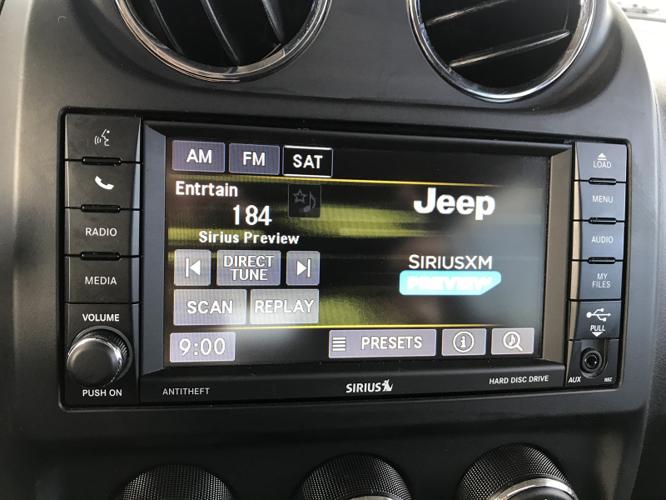 AM FM SAT
Entrtain
184
Sirius Preview
DIRECT
TUNE
SCAN REPLAY
9:00 PRESETS
Jeep
SIRIUSXM
PREVIEW
RADIO
MEDIA
VOLUME
PUSH ON
ANTITHEFT
SIRIUS
HARD DISC DRIVE
LOAD
MENU
AUDIO
MY
FILES
PULL
AUX